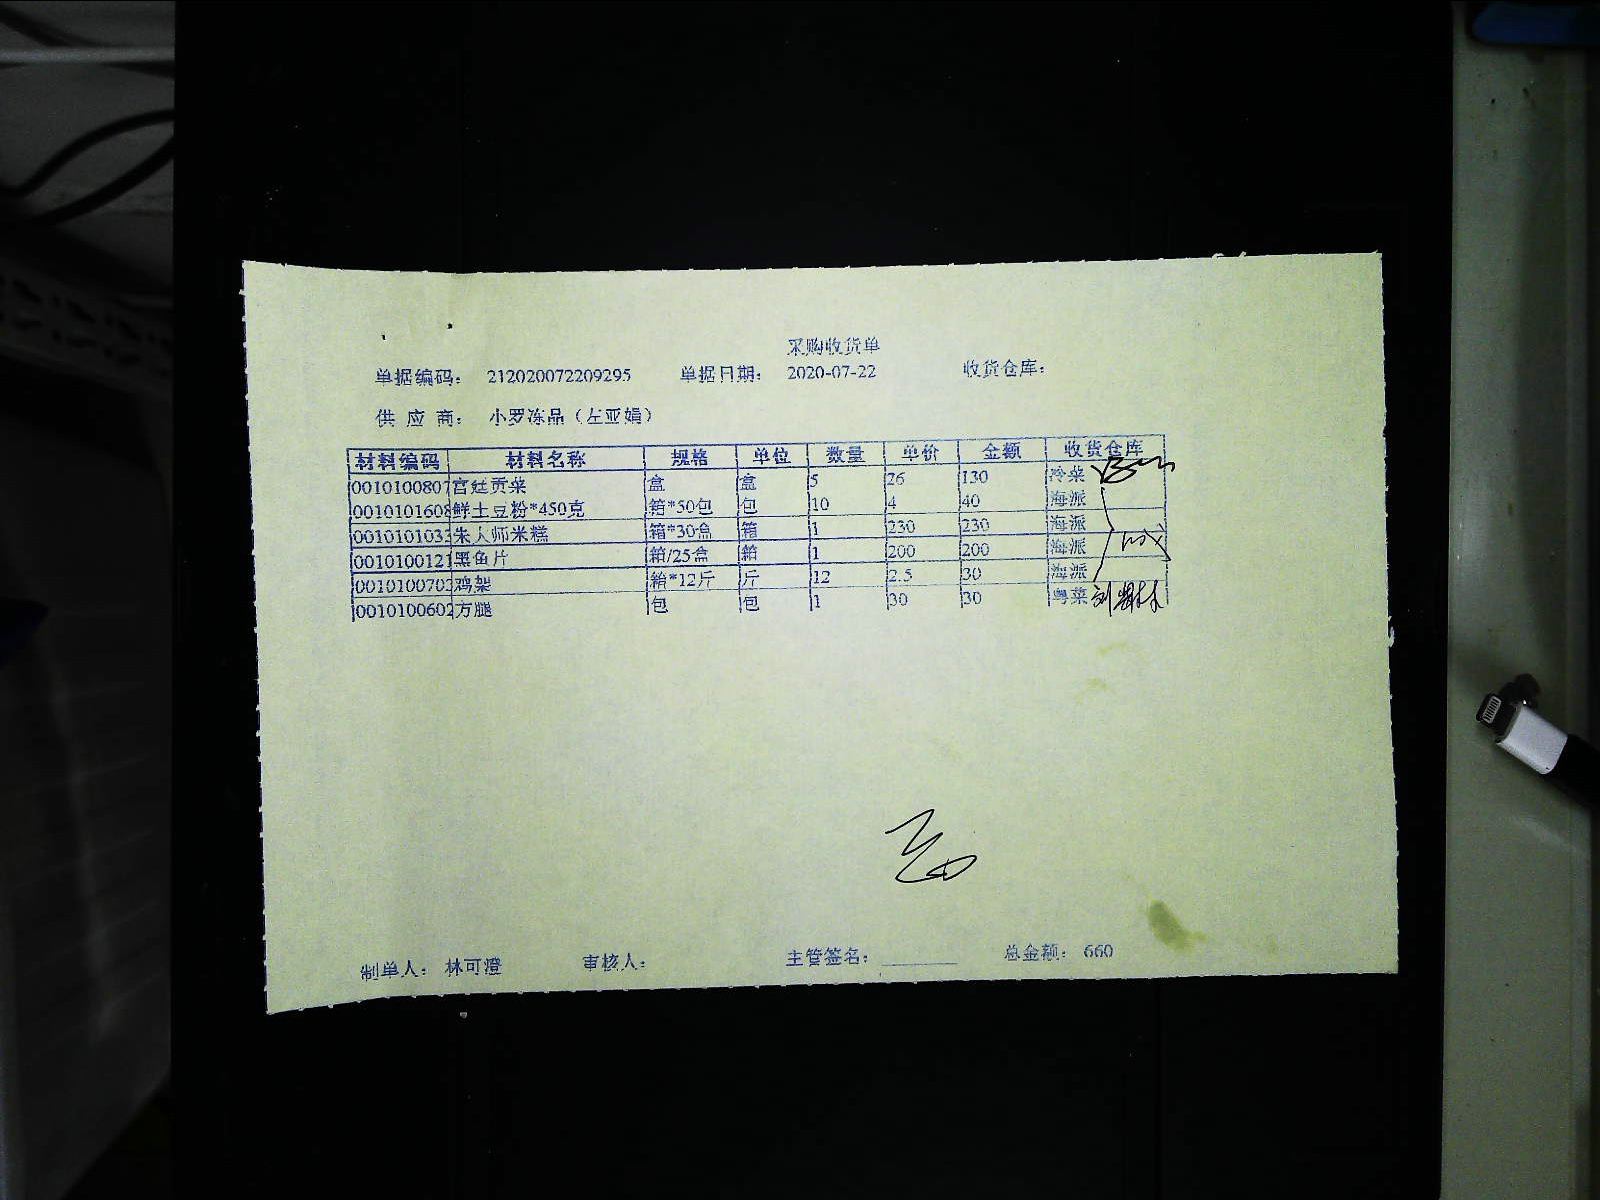 采购收货单
单据编码： 212020072209295 单据日期： 2020-07-22 收货仓库：
供 应 商： 小罗冻品（左亚娟）
材料编码 材料名称 规格 单位 数量 单价 金额 收货仓库
0010100807 宫廷贡菜 盒 盒 5 26 130 冷菜
0010101608 鲜土豆粉*450克 箱*50包 包 10 4 40 海派
001010103 朱大师米糕 箱*30盒 箱 1 230 230 海派
0010100121 黑鱼片 箱/25盒 箱 1 200 200 海派
001010070 鸡架 箱*12斤 斤 12 2.5 30 海派
0010100602 方腿 包 包 1 30 30 粤菜
制单人： 林可澄 审核人： 主管签名： 总金额： 660